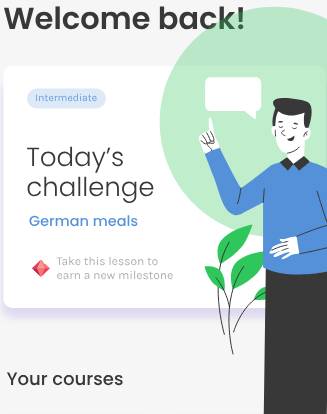 Welcome back!
Intermediate
Today's
challenge
German meals
Take this lesson to
earn a new milestone
Your courses